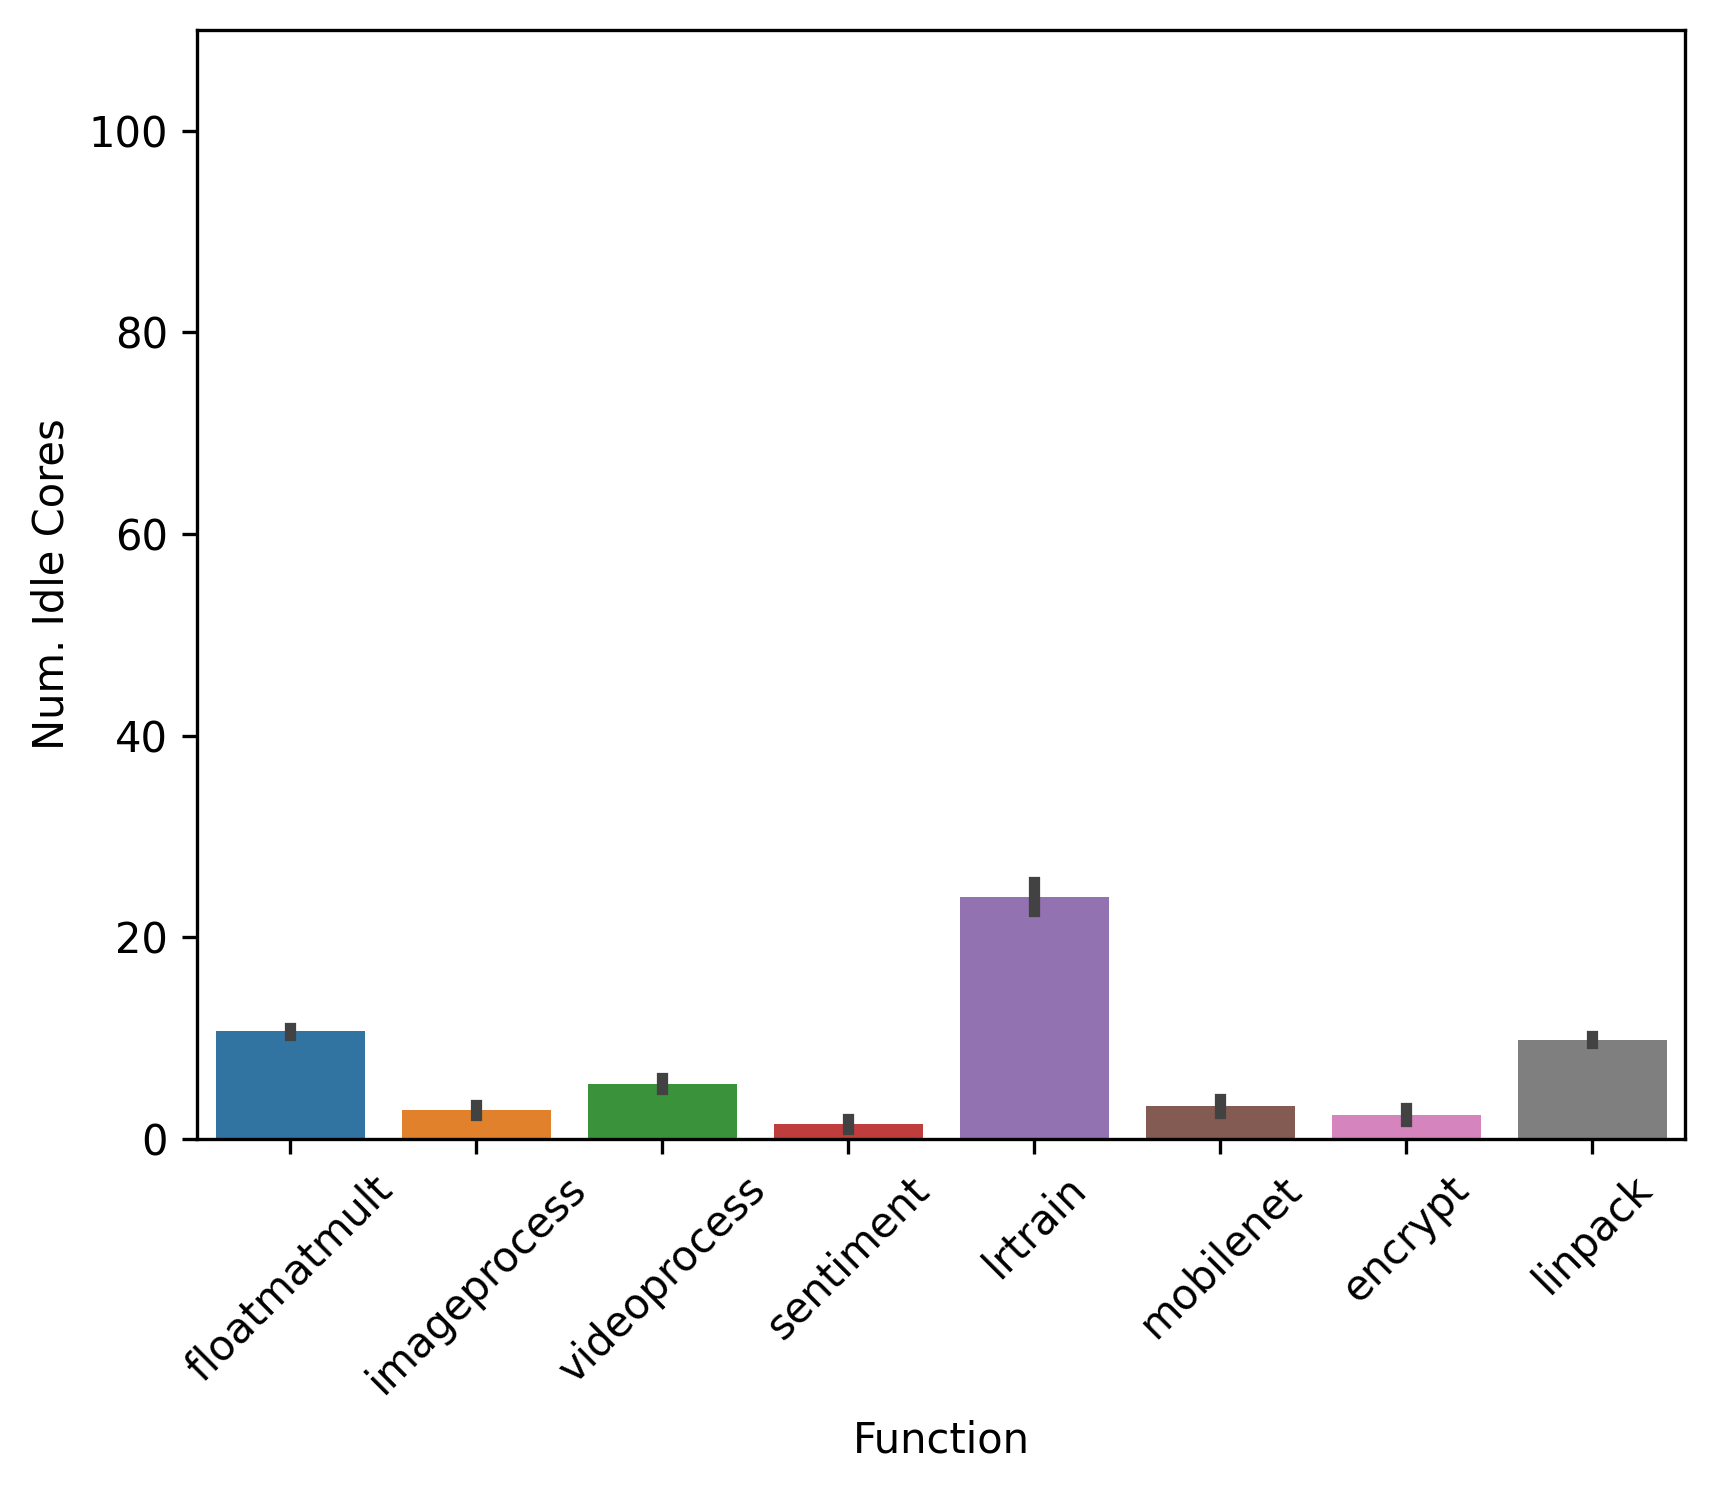 Num. Idle Cores
100
80
60
40
20
0
floatmatmult
imageprocess
videoprocess
sentiment
lrtrain
mobilenet
encrypt
linpack
Function